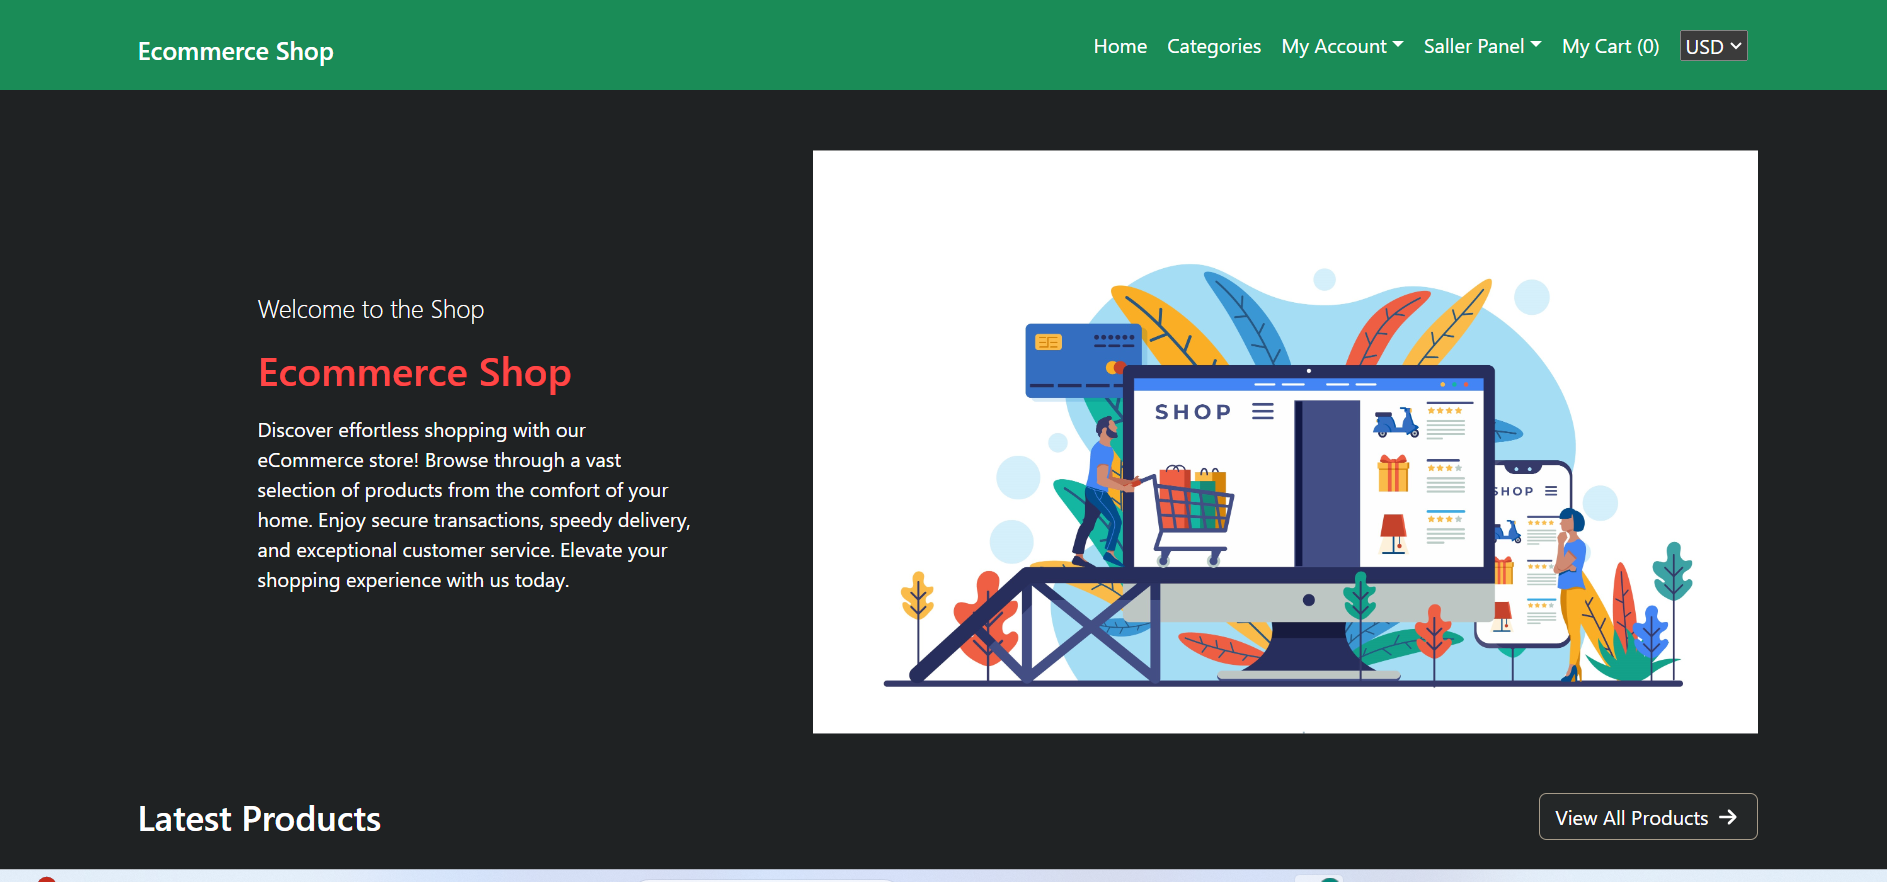 Ecommerce Shop
Home Categories My Account Saller Panel My Cart (0) USD
Welcome to the Shop
Ecommerce Shop
Discover effortless shopping with our
eCommerce store! Browse through a vast
selection of products from the comfort of your
home. Enjoy secure transactions, speedy delivery,
and exceptional customer service. Elevate your
shopping experience with us today.
SHOP
SHOP
Latest Products
View All Products